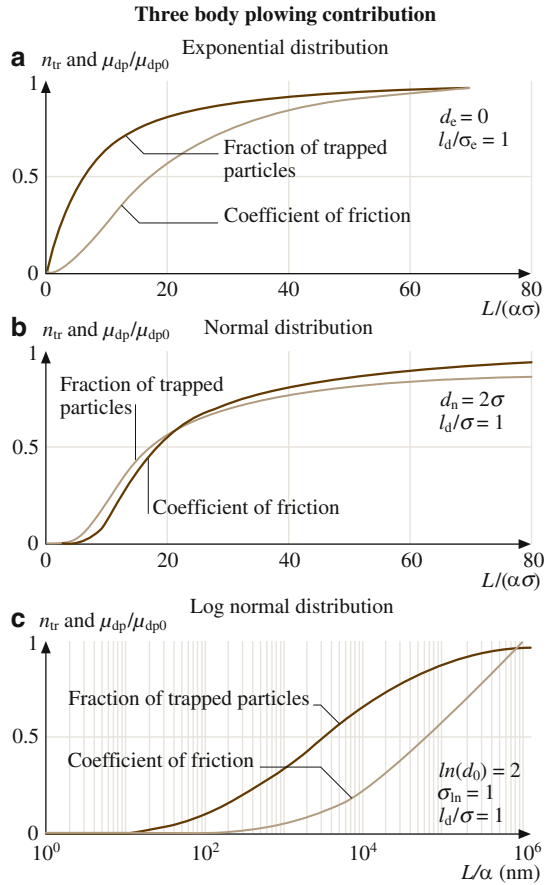 Three body plowing contribution
a
n_tr and μ_dp/μ_dp0
Exponential distribution
1
0.5
0
d_e = 0
l_d/σ_e = 1
Fraction of trapped
particles
Coefficient of friction
0 20 40 60 80
L/(ασ)
b
n_tr and μ_dp/μ_dp0
Normal distribution
1
0.5
0
Fraction of trapped
particles
d_n = 2σ
l_d/σ = 1
Coefficient of friction
0 20 40 60 80
L/(ασ)
c
n_tr and μ_dp/μ_dp0
Log normal distribution
1
0.5
0
Fraction of trapped particles
Coefficient of friction
ln(d_0) = 2
σ_ln = 1
l_d/σ = 1
10^0 10^2 10^4 10^6
L/α (nm)